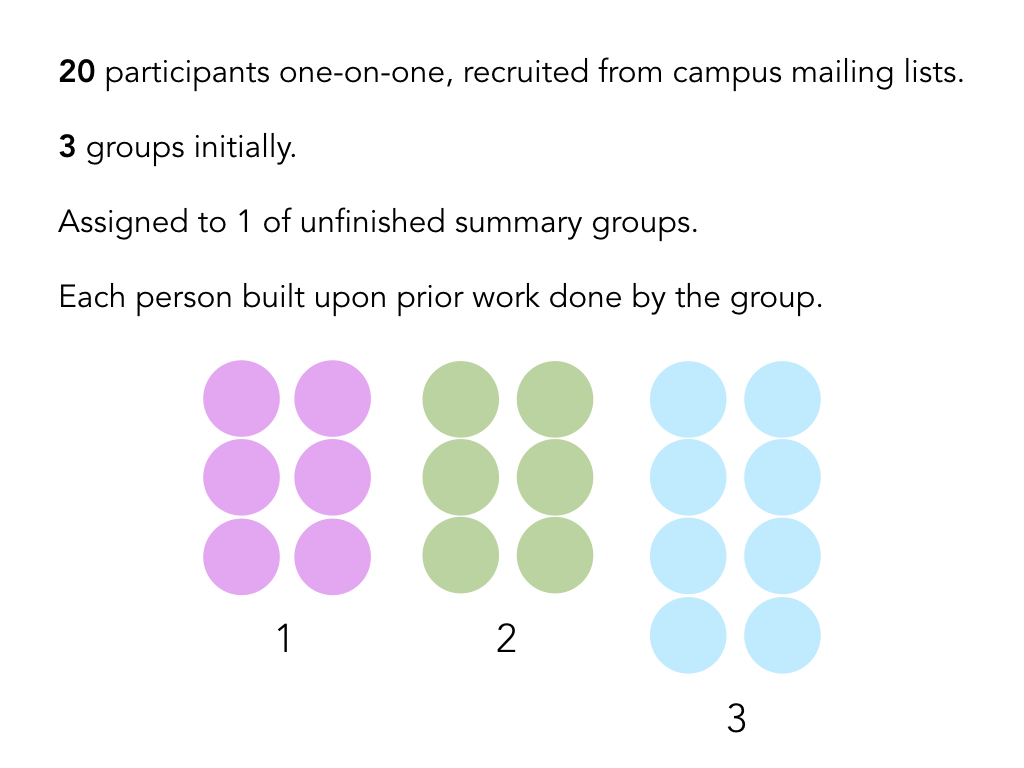 20 participants one-on-one, recruited from campus mailing lists.
3 groups initially.
Assigned to 1 of unfinished summary groups.
Each person built upon prior work done by the group.
1
2
3